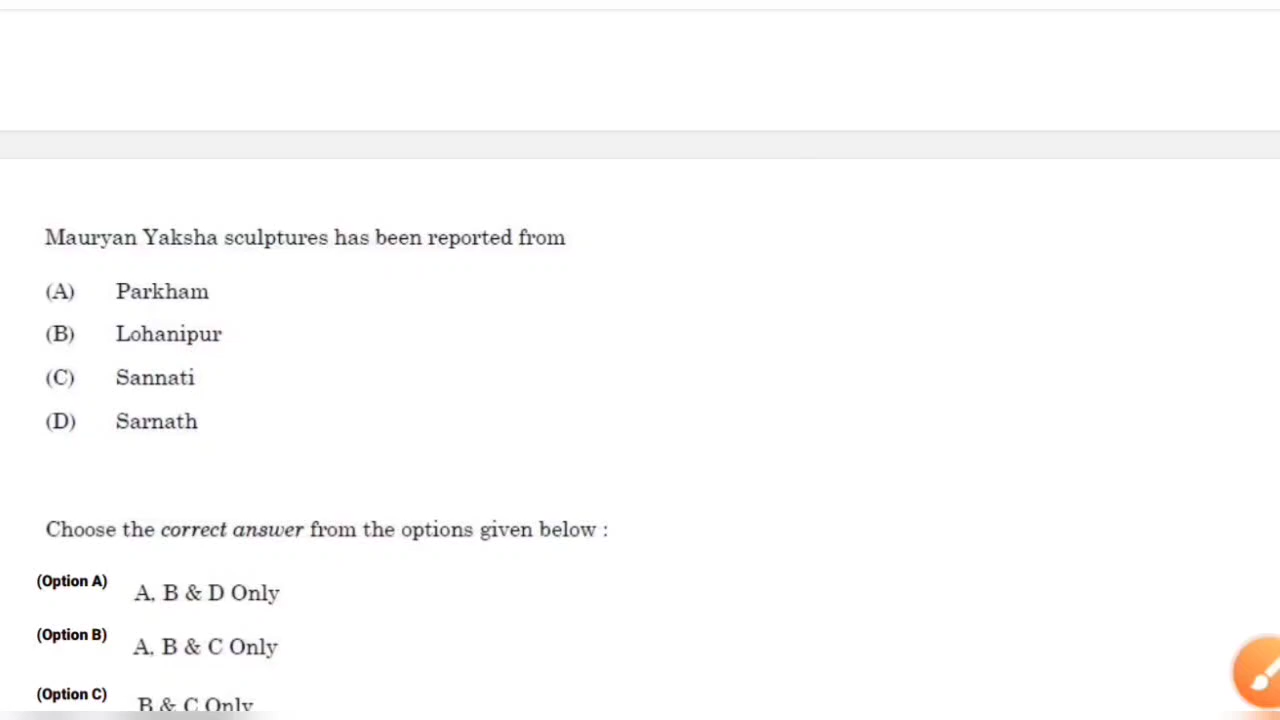 Mauryan Yaksha sculptures has been reported from
(A) Parkham
(B) Lohanipur
(C) Sannati
(D) Sarnath
Choose the correct answer from the options given below :
(Option A) A, B & D Only
(Option B) A, B & C Only
(Option C) B & C Only